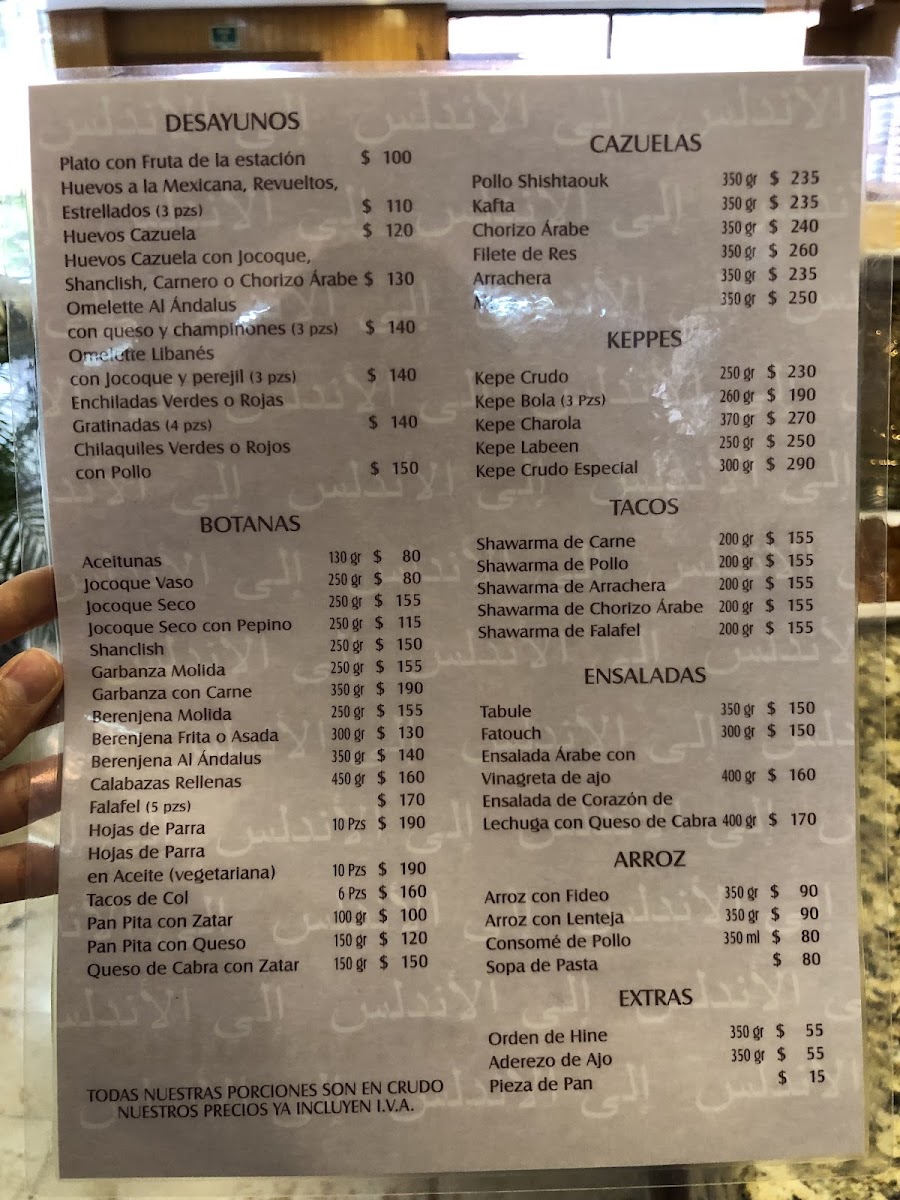 DESAYUNOS
Plato con Fruta de la estación $ 100
Huevos a la Mexicana, Revueltos,
Estrellados (3 pzs) $ 110
Huevos Cazuela $ 120
Huevos Cazuela con Jocoque,
Shanclish, Carnero o Chorizo Árabe $ 130
Omelette Al Ándalus
con queso y champiñones (3 pzs) $ 140
Omelette Libanés
con Jocoque y perejil (3 pzs) $ 140
Enchiladas Verdes o Rojas
Gratinadas (4 pzs) $ 140
Chilaquiles Verdes o Rojos
con Pollo $ 150
BOTANAS
Aceitunas 130 gr $ 80
Jocoque Vaso 250 gr $ 80
Jocoque Seco 250 gr $ 155
Jocoque Seco con Pepino 250 gr $ 115
Shanclish 250 gr $ 150
Garbanza Molida 250 gr $ 155
Garbanza con Carne 350 gr $ 190
Berenjena Molida 250 gr $ 155
Berenjena Frita o Asada 300 gr $ 130
Berenjena Al Ándalus 350 gr $ 140
Calabazas Rellenas 450 gr $ 160
Falafel (5 pzs) $ 170
Hojas de Parra 10 Pzs $ 190
Hojas de Parra
en Aceite (vegetariana) 10 Pzs $ 190
Tacos de Col 6 Pzs $ 160
Pan Pita con Zatar 100 gr $ 100
Pan Pita con Queso 150 gr $ 120
Queso de Cabra con Zatar 150 gr $ 150
TODAS NUESTRAS PORCIONES SON EN CRUDO
NUESTROS PRECIOS YA INCLUYEN I.V.A.
CAZUELAS
Pollo Shishtaouk 350 gr $ 235
Kafta 350 gr $ 235
Chorizo Árabe 350 gr $ 240
Filete de Res 350 gr $ 260
Arrachera 350 gr $ 235
350 gr $ 250
KEPPES
Kepe Crudo 250 gr $ 230
Kepe Bola (3 Pzs) 260 gr $ 190
Kepe Charola 370 gr $ 270
Kepe Labeen 250 gr $ 250
Kepe Crudo Especial 300 gr $ 290
TACOS
Shawarma de Carne 200 gr $ 155
Shawarma de Pollo 200 gr $ 155
Shawarma de Arrachera 200 gr $ 155
Shawarma de Chorizo Árabe 200 gr $ 155
Shawarma de Falafel 200 gr $ 155
ENSALADAS
Tabule 350 gr $ 150
Fatouch 300 gr $ 150
Ensalada Árabe con
Vinagreta de ajo 400 gr $ 160
Ensalada de Corazón de
Lechuga con Queso de Cabra 400 gr $ 170
ARROZ
Arroz con Fideo 350 gr $ 90
Arroz con Lenteja 350 gr $ 90
Consomé de Pollo 350 ml $ 80
Sopa de Pasta $ 80
EXTRAS
Orden de Hine 350 gr $ 55
Aderezo de Ajo 350 gr $ 55
Pieza de Pan $ 15
إلى الأندلس